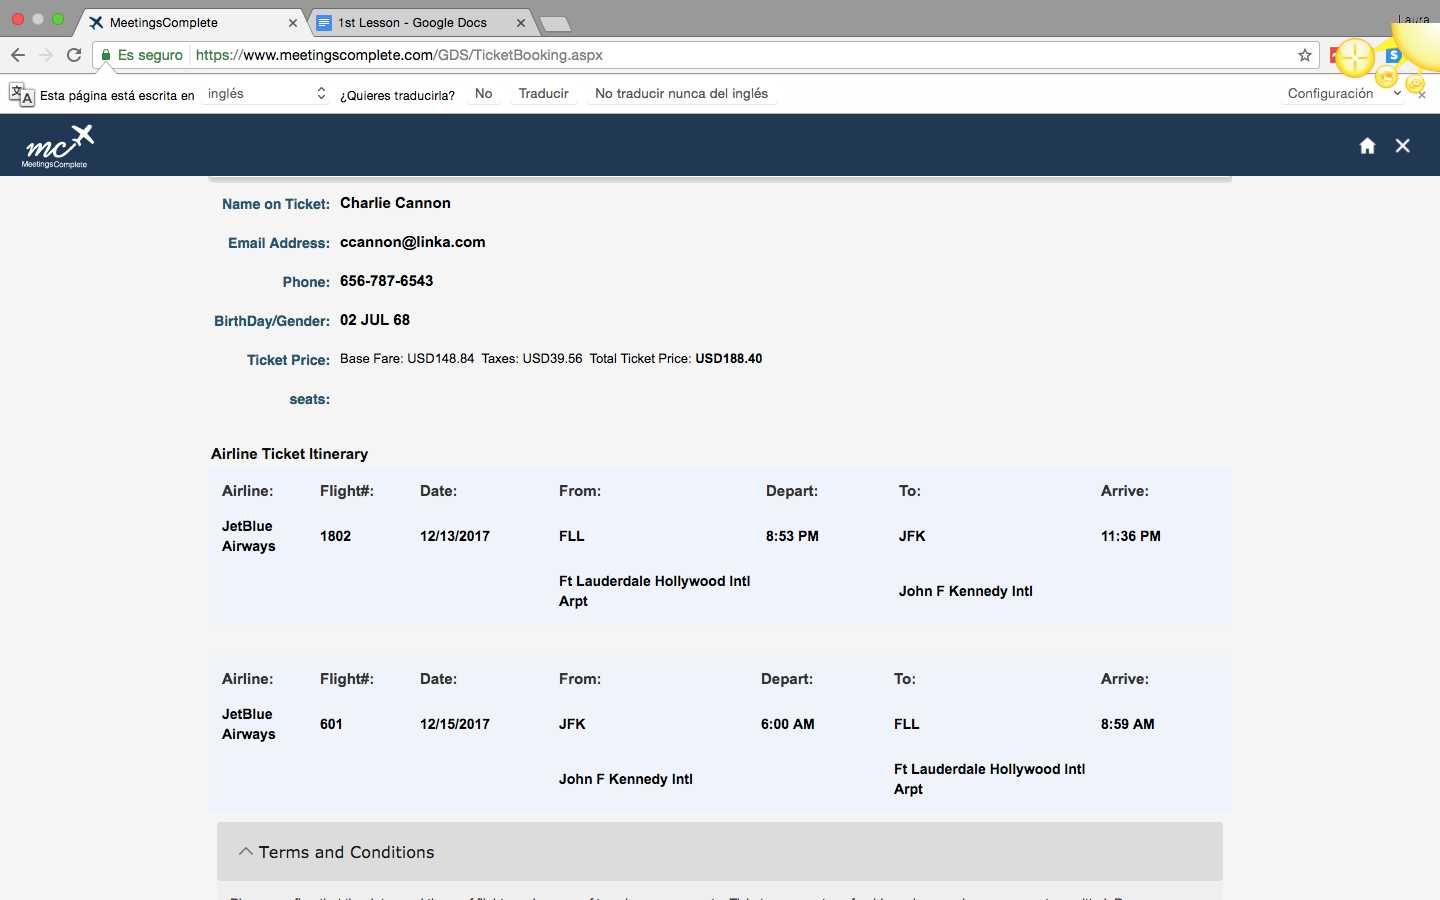 MeetingsComplete
1st Lesson - Google Docs
Laura
Es seguro
https://www.meetingscomplete.com/GDS/TicketBooking.aspx
Esta página está escrita en inglés ¿Quieres traducirla? No Traducir No traducir nunca del inglés Configuración
mc
MeetingsComplete
Name on Ticket: Charlie Cannon
Email Address: ccannon@linka.com
Phone: 656-787-6543
BirthDay/Gender: 02 JUL 68
Ticket Price: Base Fare: USD148.84 Taxes: USD39.56 Total Ticket Price: USD188.40
seats:
Airline Ticket Itinerary
Airline: Flight#: Date: From: Depart: To: Arrive:
JetBlue Airways 1802 12/13/2017 FLL 8:53 PM JFK 11:36 PM
Ft Lauderdale Hollywood Intl Arpt John F Kennedy Intl
Airline: Flight#: Date: From: Depart: To: Arrive:
JetBlue Airways 601 12/15/2017 JFK 6:00 AM FLL 8:59 AM
John F Kennedy Intl Ft Lauderdale Hollywood Intl Arpt
Terms and Conditions